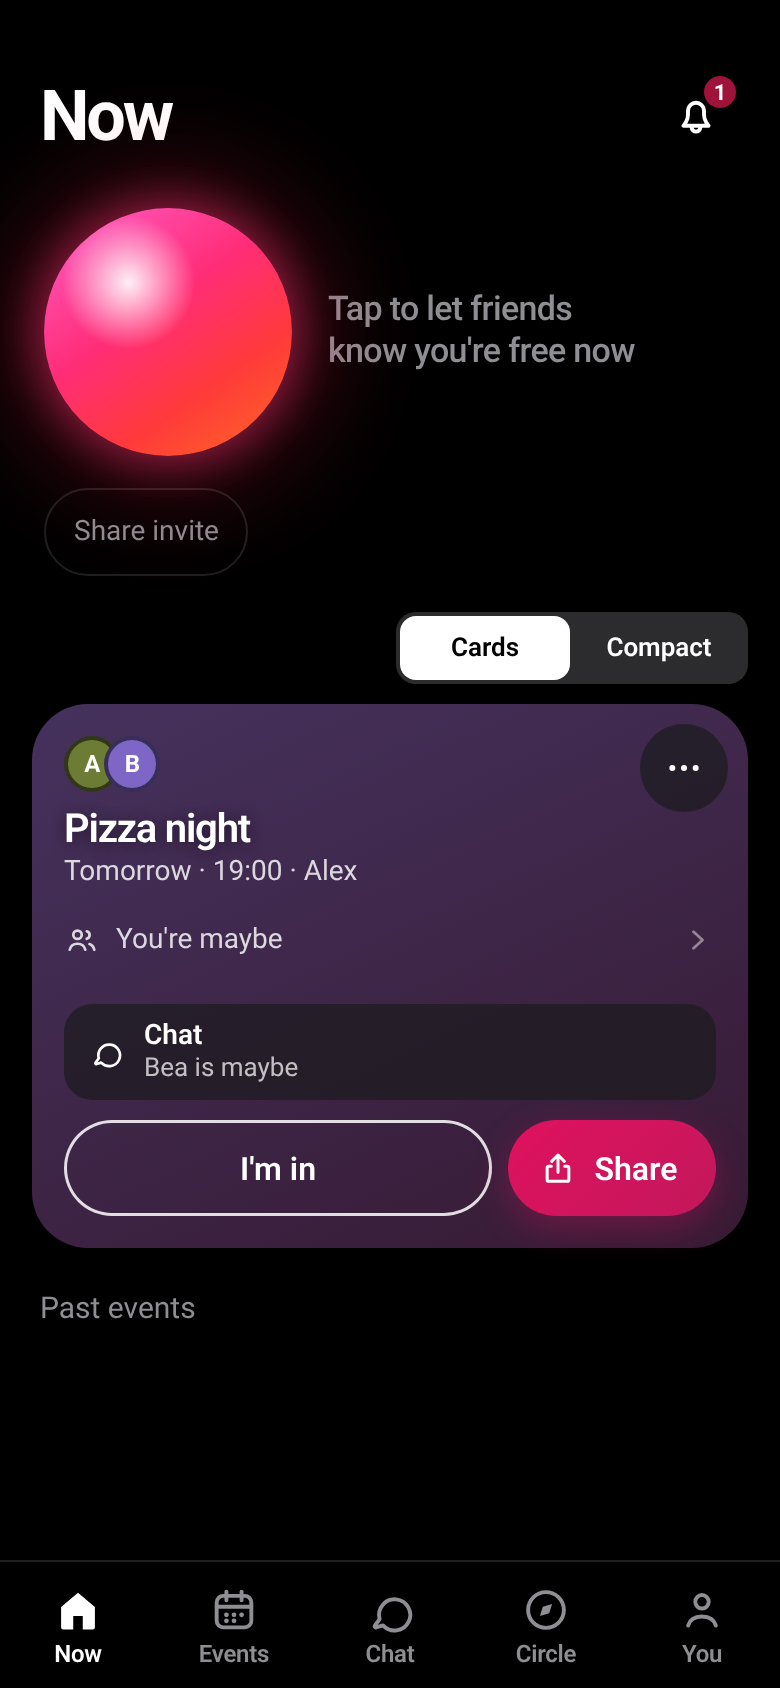 Now
1
Tap to let friends
know you're free now
Share invite
Cards
Compact
A
B
Pizza night
Tomorrow · 19:00 · Alex
You're maybe
Chat
Bea is maybe
I'm in
Share
Past events
Now
Events
Chat
Circle
You